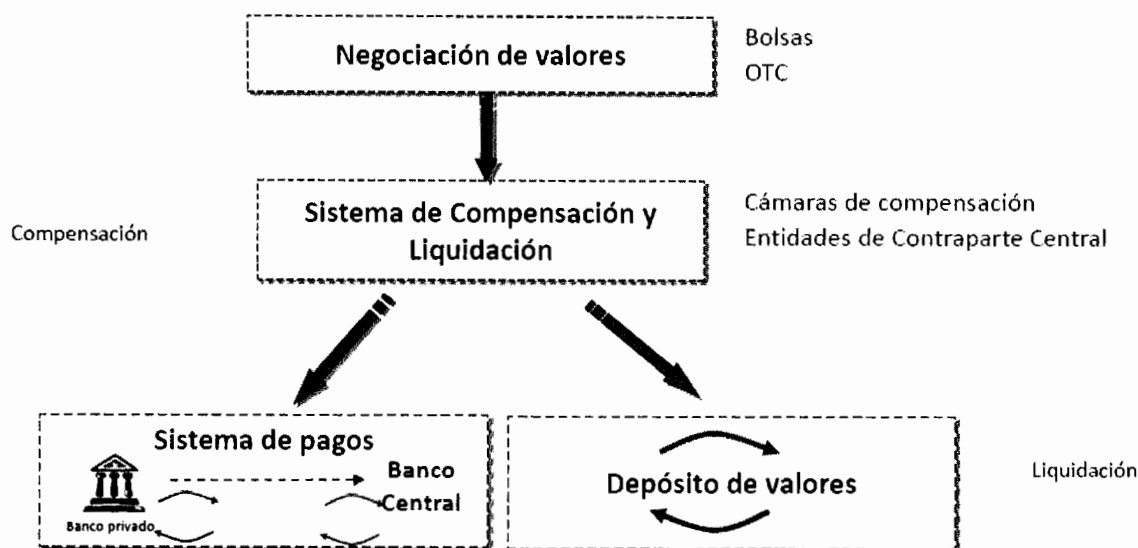 Negociación de valores
Bolsas
OTC
Compensación
Sistema de Compensación y
Liquidación
Cámaras de compensación
Entidades de Contraparte Central
Sistema de pagos
Banco
Central
Banco privado
Depósito de valores
Liquidación